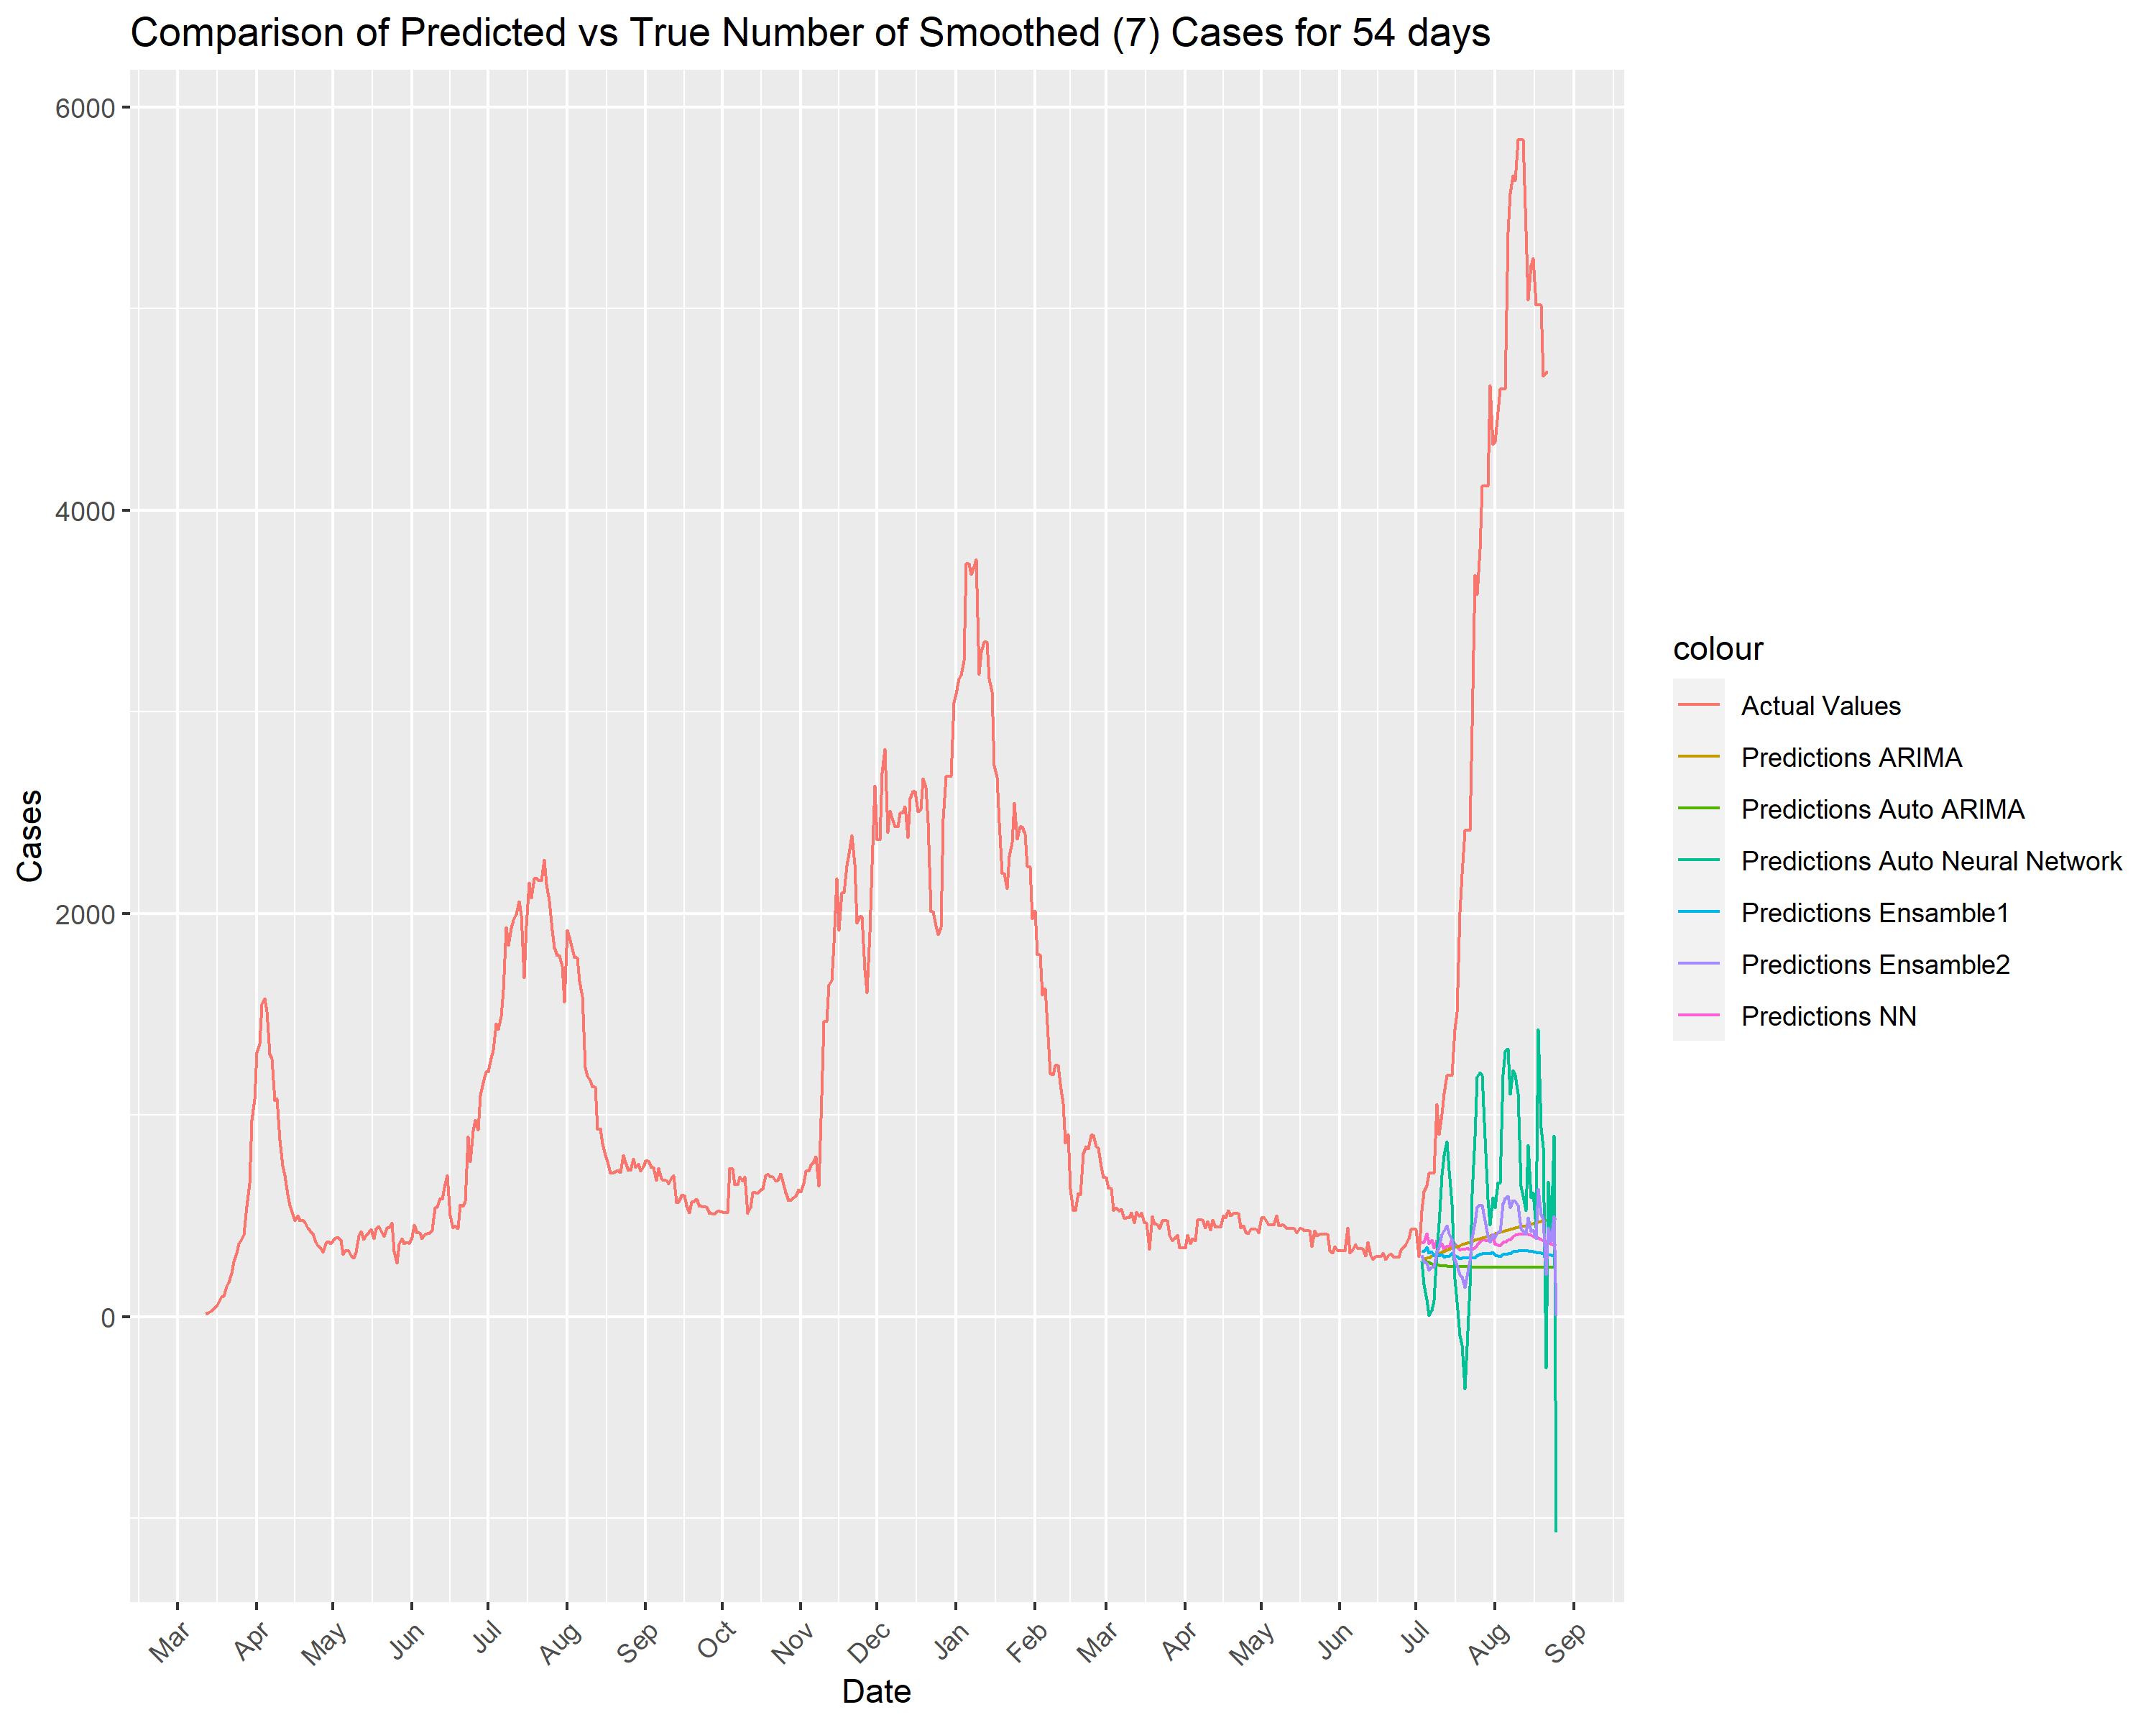 Comparison of Predicted vs True Number of Smoothed (7) Cases for 54 days
6000
4000
2000
0
Cases
Mar Apr May Jun Jul Aug Sep Oct Nov Dec Jan Feb Mar Apr May Jun Jul Aug Sep
Date
colour
Actual Values
Predictions ARIMA
Predictions Auto ARIMA
Predictions Auto Neural Network
Predictions Ensamble1
Predictions Ensamble2
Predictions NN